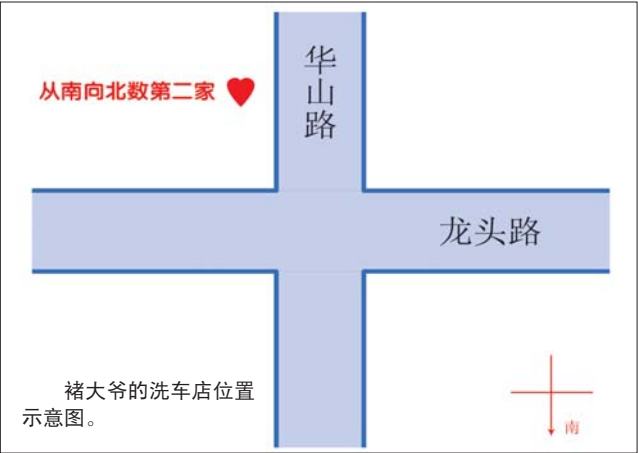 华山路
从南向北数第二家
龙头路
褚大爷的洗车店位置
示意图。
南